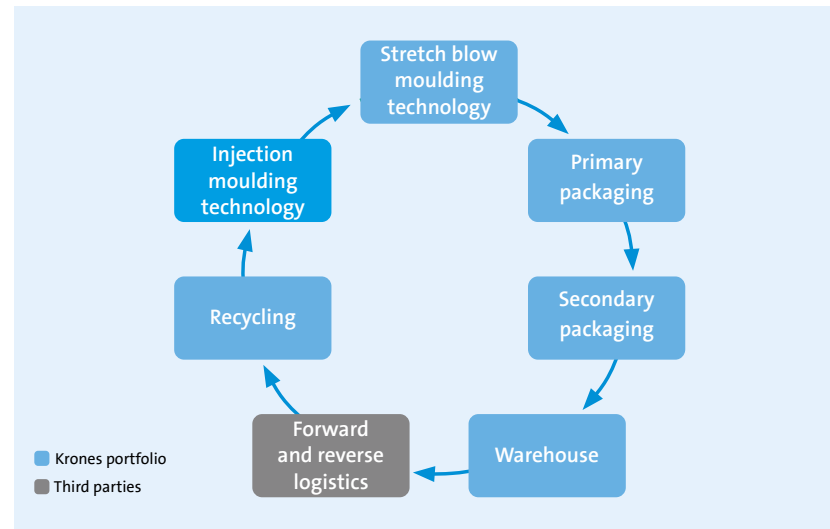 Stretch blow
moulding
technology
Injection
moulding
technology
Primary
packaging
Recycling
Secondary
packaging
Forward
and reverse
logistics
Warehouse
Krones portfolio
Third parties